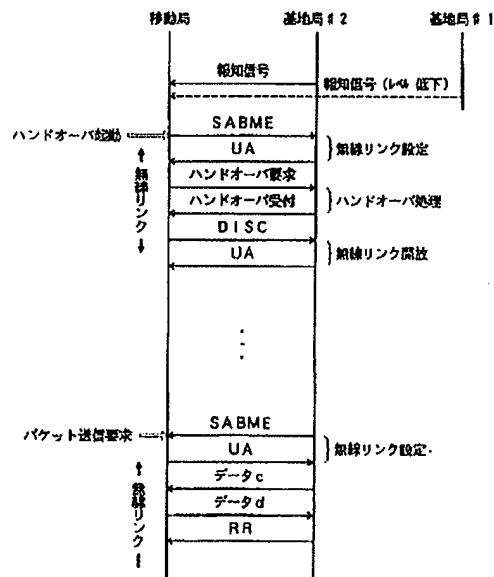 移動局 基地局#2 基地局#1
報知信号
報知信号 (レベル 低下)
ハンドオーバ起動
SABME
UA
無線リンク設定
無線リンク
ハンドオーバ要求
ハンドオーバ受付
ハンドオーバ処理
DISC
UA
無線リンク開放
パケット送信要求
SABME
UA
無線リンク設定
無線リンク
データc
データd
RR